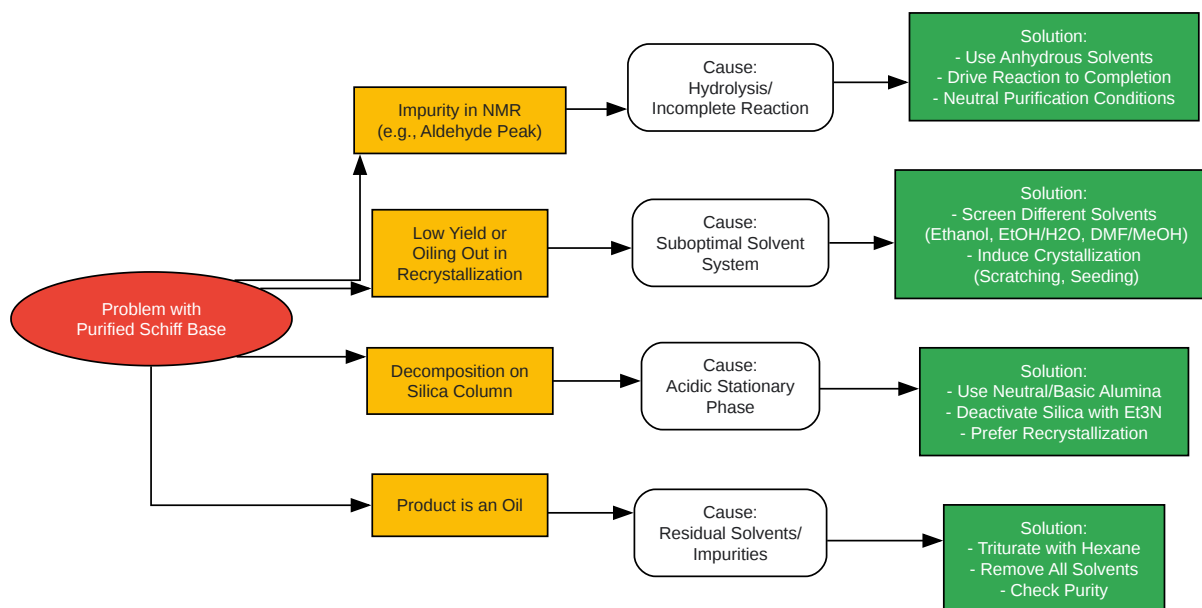 Problem with
Purified Schiff Base
Impurity in NMR
(e.g., Aldehyde Peak)
Cause:
Hydrolysis/
Incomplete Reaction
Solution:
- Use Anhydrous Solvents
- Drive Reaction to Completion
- Neutral Purification Conditions
Low Yield or
Oiling Out in
Recrystallization
Cause:
Suboptimal Solvent
System
Solution:
- Screen Different Solvents
(Ethanol, EtOH/H2O, DMF/MeOH)
- Induce Crystallization
(Scratching, Seeding)
Decomposition on
Silica Column
Cause:
Acidic Stationary
Phase
Solution:
- Use Neutral/Basic Alumina
- Deactivate Silica with Et3N
- Prefer Recrystallization
Product is an Oil
Cause:
Residual Solvents/
Impurities
Solution:
- Triturate with Hexane
- Remove All Solvents
- Check Purity